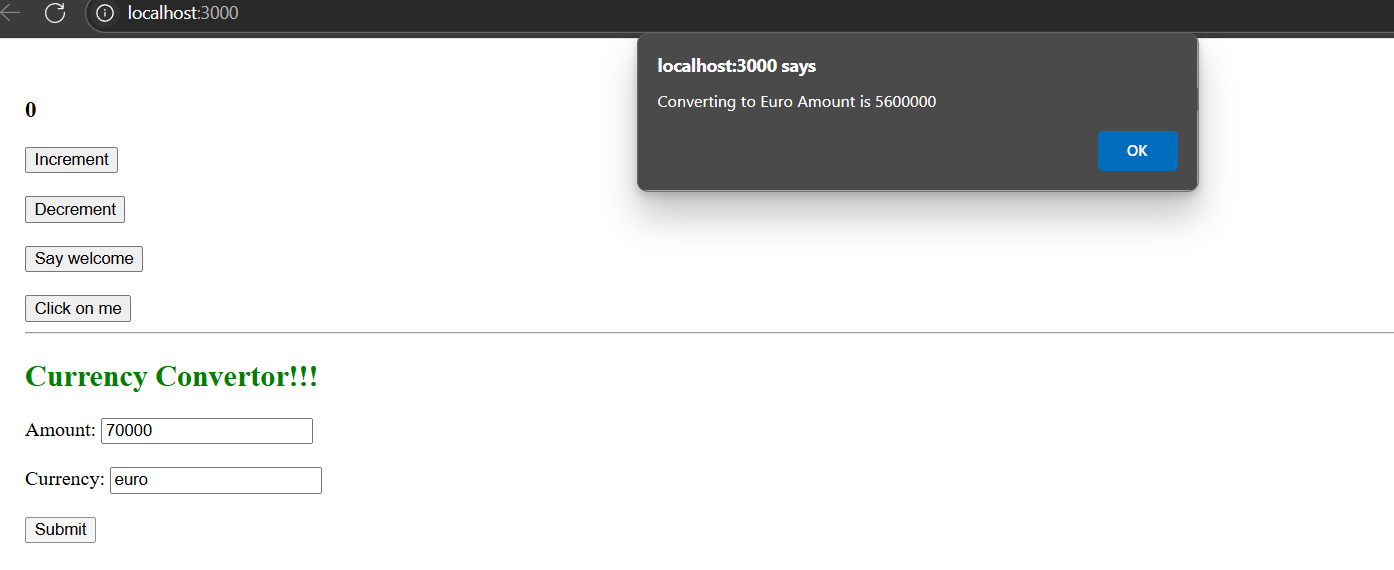 localhost:3000
localhost:3000 says
Converting to Euro Amount is 5600000
OK
0
Increment
Decrement
Say welcome
Click on me
Currency Convertor!!!
Amount: 70000
Currency: euro
Submit